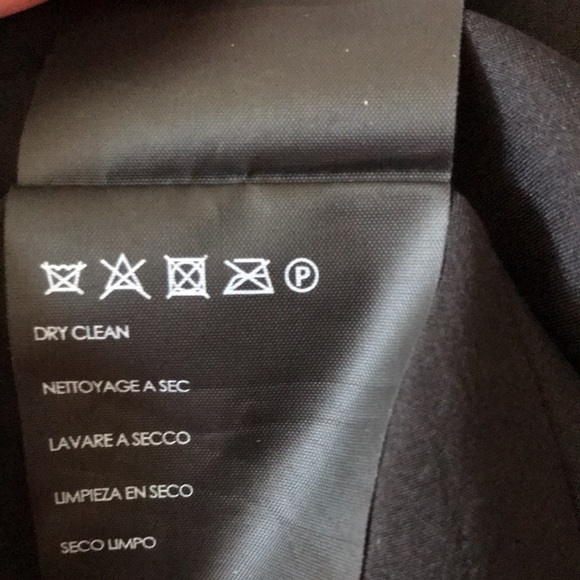 P
DRY CLEAN
NETTOYAGE A SEC
LAVARE A SECCO
LIMPIEZA EN SECO
SECO LIMPO